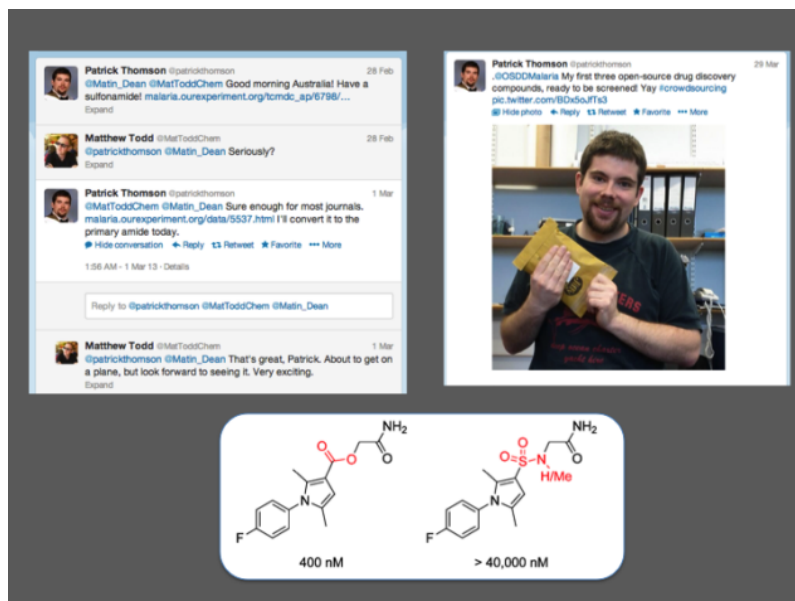 Patrick Thomson @patrickthomson 28 Feb
@Matin_Dean @MatToddChem Good morning Australia! Have a
sulfonamide! malaria.ourexperiment.org/tcmdc_ap/6798/...
Expand
Matthew Todd @MatToddChem 28 Feb
@patrickthomson @Matin_Dean Seriously?
Expand
Patrick Thomson @patrickthomson 1 Mar
@MatToddChem @Matin_Dean Sure enough for most journals.
malaria.ourexperiment.org/data/5537.html I'll convert it to the
primary amide today.
Hide conversation Reply Retweet Favorite ••• More
1:56 AM - 1 Mar 13 · Details
Reply to @patrickthomson @MatToddChem @Matin_Dean
Matthew Todd @MatToddChem 1 Mar
@patrickthomson @Matin_Dean That's great, Patrick. About to get on
a plane, but look forward to seeing it. Very exciting.
Expand
Patrick Thomson @patrickthomson 29 Mar
.@OSDDMalaria My first three open-source drug discovery
compounds, ready to be screened! Yay #crowdsourcing
pic.twitter.com/BDx5oJfTs3
Hide photo Reply Retweet Favorite ••• More
NH2
O
O
O
N
F
400 nM
NH2
O
O
O
S
N
H/Me
N
F
> 40,000 nM